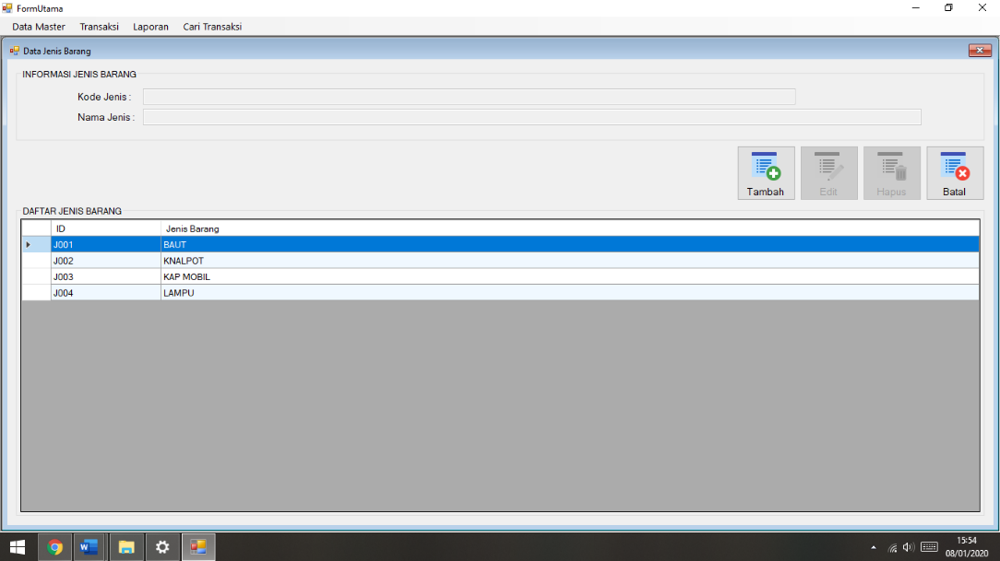 FormUtama
Data Master Transaksi Laporan Cari Transaksi
Data Jenis Barang
INFORMASI JENIS BARANG
Kode Jenis :
Nama Jenis :
Tambah Edit Hapus Batal
DAFTAR JENIS BARANG
ID Jenis Barang
J001 BAUT
J002 KNALPOT
J003 KAP MOBIL
J004 LAMPU
15:54
08/01/2020